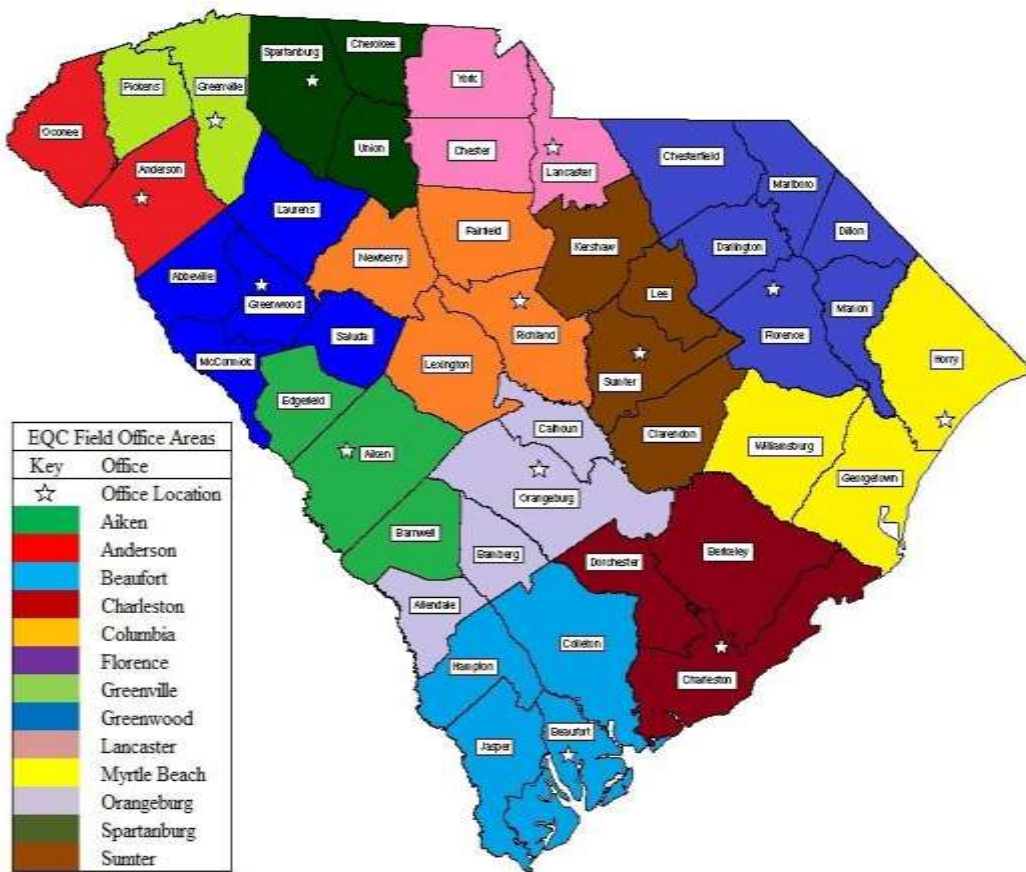 Spartanburg
Cherokee
York
Pickens
Greenville
Oconee
Anderson
Union
Chester
Lancaster
Chesterfield
Marlboro
Laurens
Fairfield
Kershaw
Darlington
Dillon
Newberry
Abbeville
Greenwood
Lee
Marion
Richland
Florence
Saluda
McCormick
Lexington
Sumter
Horry
Edgefield
Calhoun
Clarendon
Williamsburg
Aiken
Georgetown
Orangeburg
Barnwell
Bamberg
Dorchester
Berkeley
Allendale
Colleton
Hampton
Charleston
Jasper
Beaufort
EQC Field Office Areas
Key Office
Office Location
Aiken
Anderson
Beaufort
Charleston
Columbia
Florence
Greenville
Greenwood
Lancaster
Myrtle Beach
Orangeburg
Spartanburg
Sumter